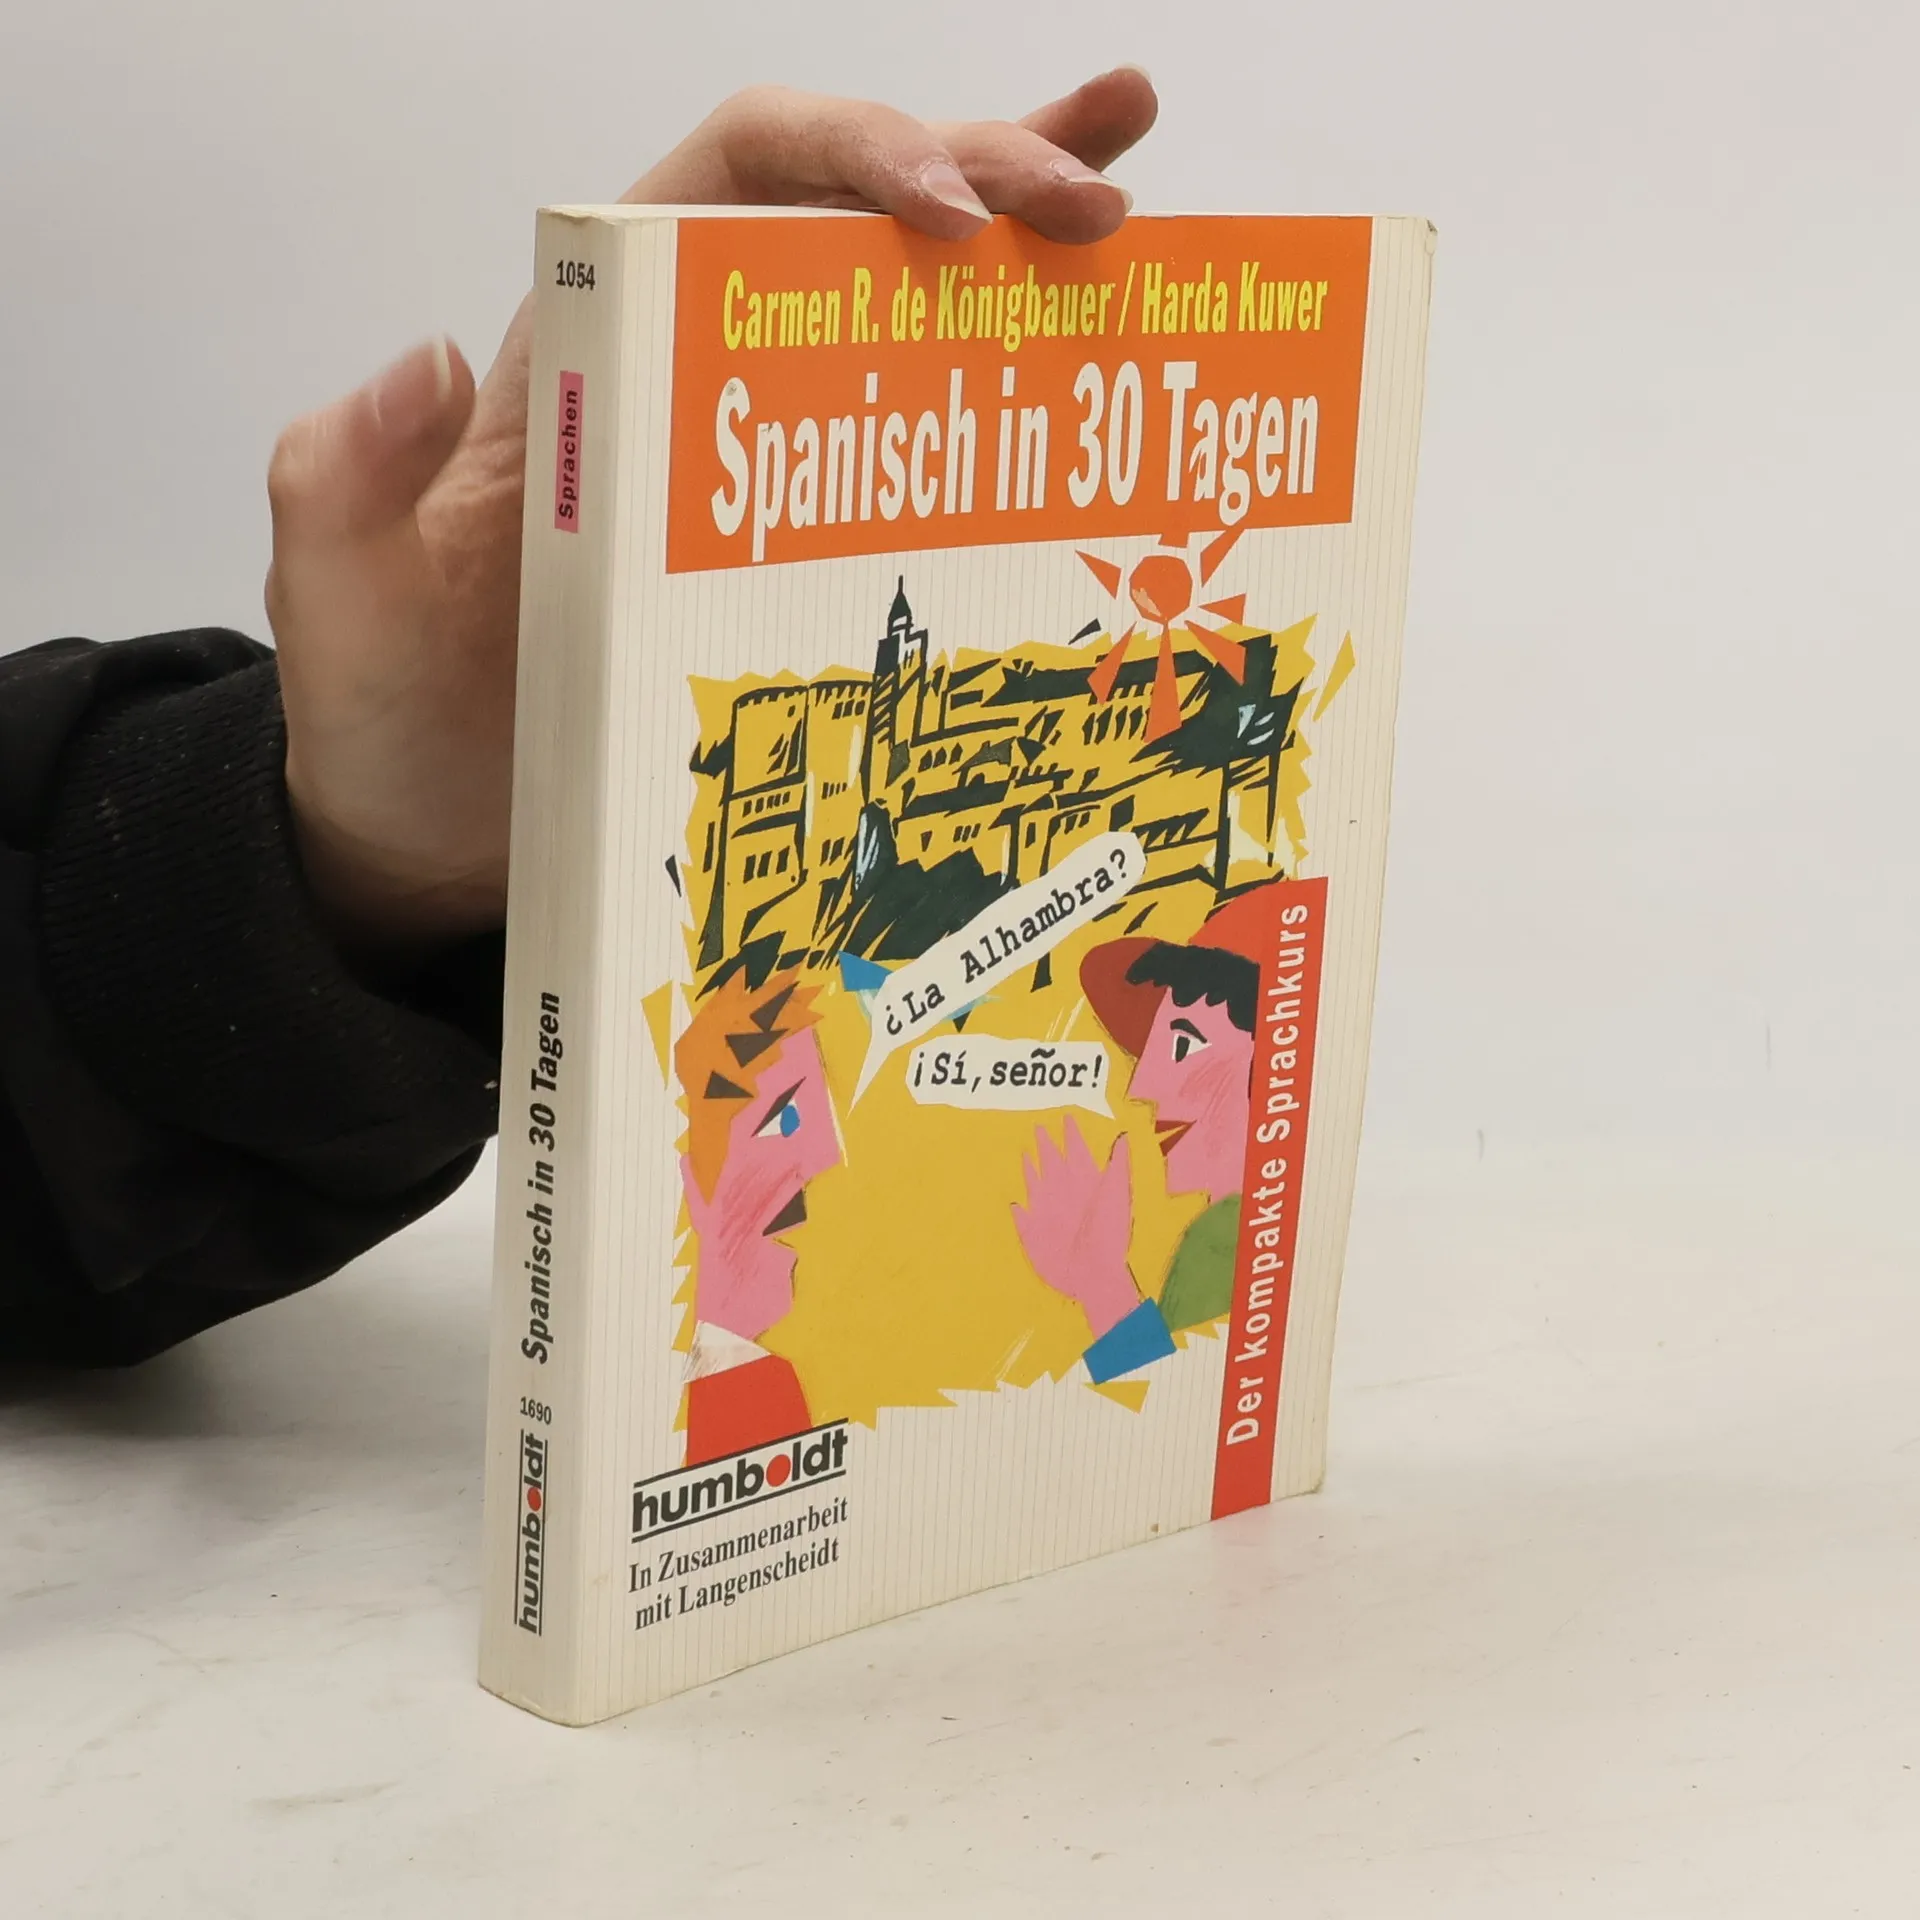 1054
Sprachen
Spanisch in 30 Tagen
1690
humboldt
Carmen R. de Königbauer / Harda Kuwer
Spanisch in 30 Tagen
¿La Alhambra?
¡Sí, señor!
Der kompakte Sprachkurs
humboldt
In Zusammenarbeit
mit Langenscheidt